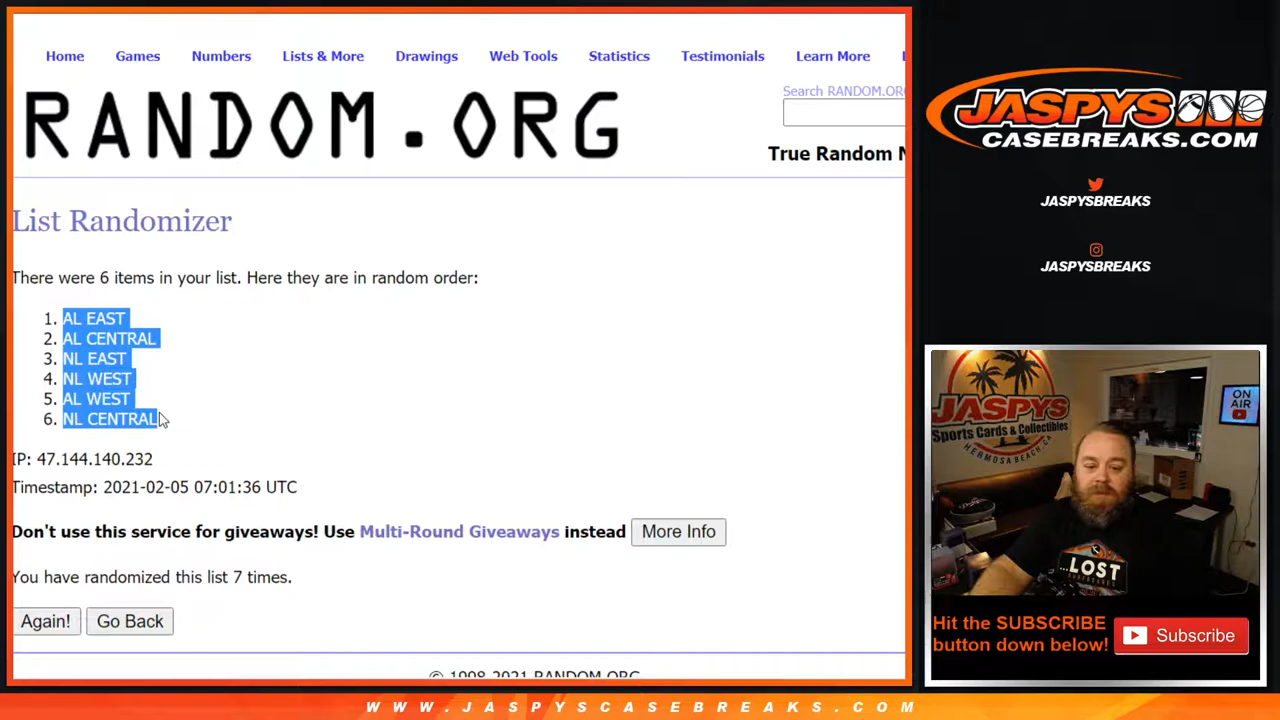 Home Games Numbers Lists & More Drawings Web Tools Statistics Testimonials Learn More
RANDOM.ORG
Search RANDOM.ORG
True Random N
List Randomizer
There were 6 items in your list. Here they are in random order:
1. AL EAST
2. AL CENTRAL
3. NL EAST
4. NL WEST
5. AL WEST
6. NL CENTRAL
IP: 47.144.140.232
Timestamp: 2021-02-05 07:01:36 UTC
Don't use this service for giveaways! Use Multi-Round Giveaways instead More Info
You have randomized this list 7 times.
Again! Go Back
© 1998-2021 RANDOM.ORG
JASPYS
CASEBREAKS.COM
JASPYSBREAKS
JASPYSBREAKS
JASPYS
Sports Cards & Collectibles
HERMOSA BEACH, CA
ON
AIR
...LOST
SURFBOARDS
Hit the SUBSCRIBE
button down below!
Subscribe
WWW.JASPYSCASEBREAKS.COM